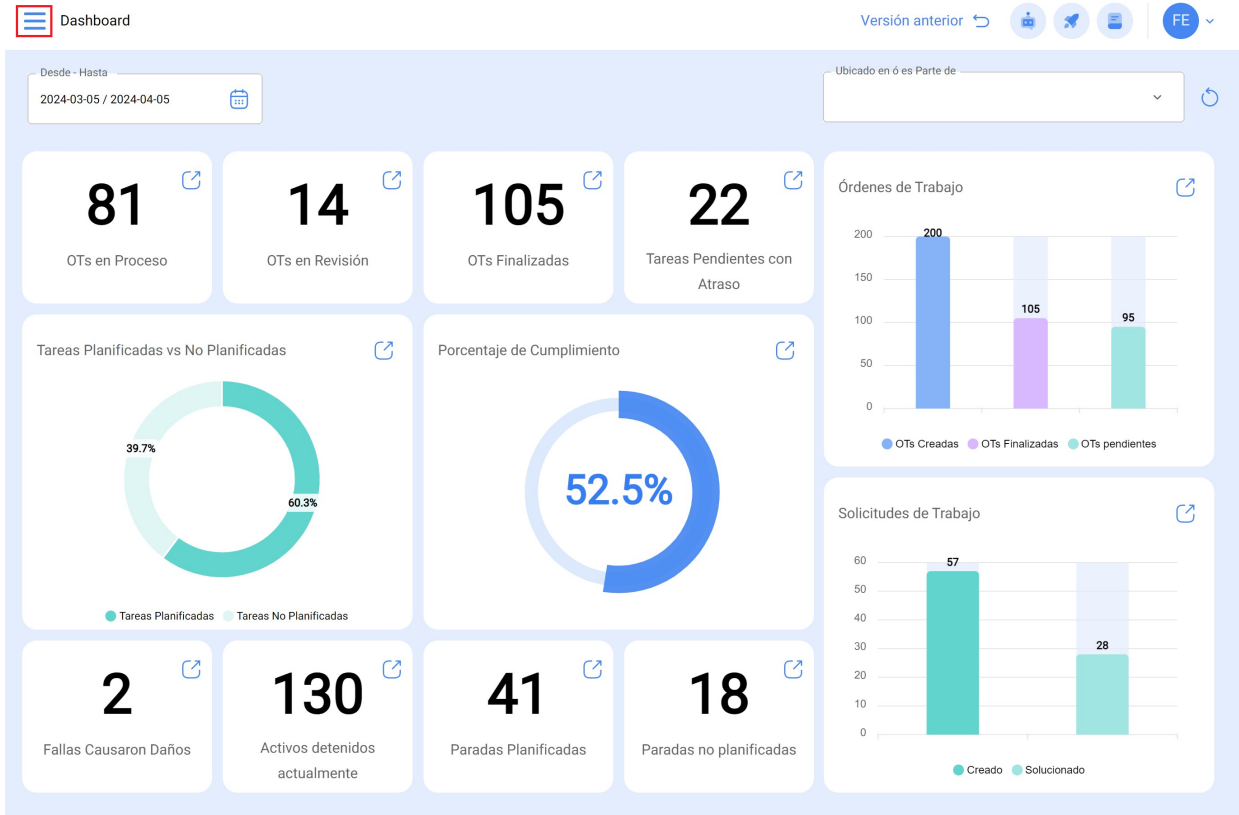 Dashboard
Versión anterior
FE
Desde - Hasta
2024-03-05 / 2024-04-05
Ubicado en ó es Parte de
81
OTs en Proceso
14
OTs en Revisión
105
OTs Finalizadas
22
Tareas Pendientes con
Atraso
Órdenes de Trabajo
200
150
100
50
0
200
105
95
OTs Creadas
OTs Finalizadas
OTs pendientes
Tareas Planificadas vs No Planificadas
39.7%
60.3%
Tareas Planificadas
Tareas No Planificadas
Porcentaje de Cumplimiento
52.5%
Solicitudes de Trabajo
60
50
40
30
20
10
0
57
28
Creado
Solucionado
2
Fallas Causaron Daños
130
Activos detenidos
actualmente
41
Paradas Planificadas
18
Paradas no planificadas